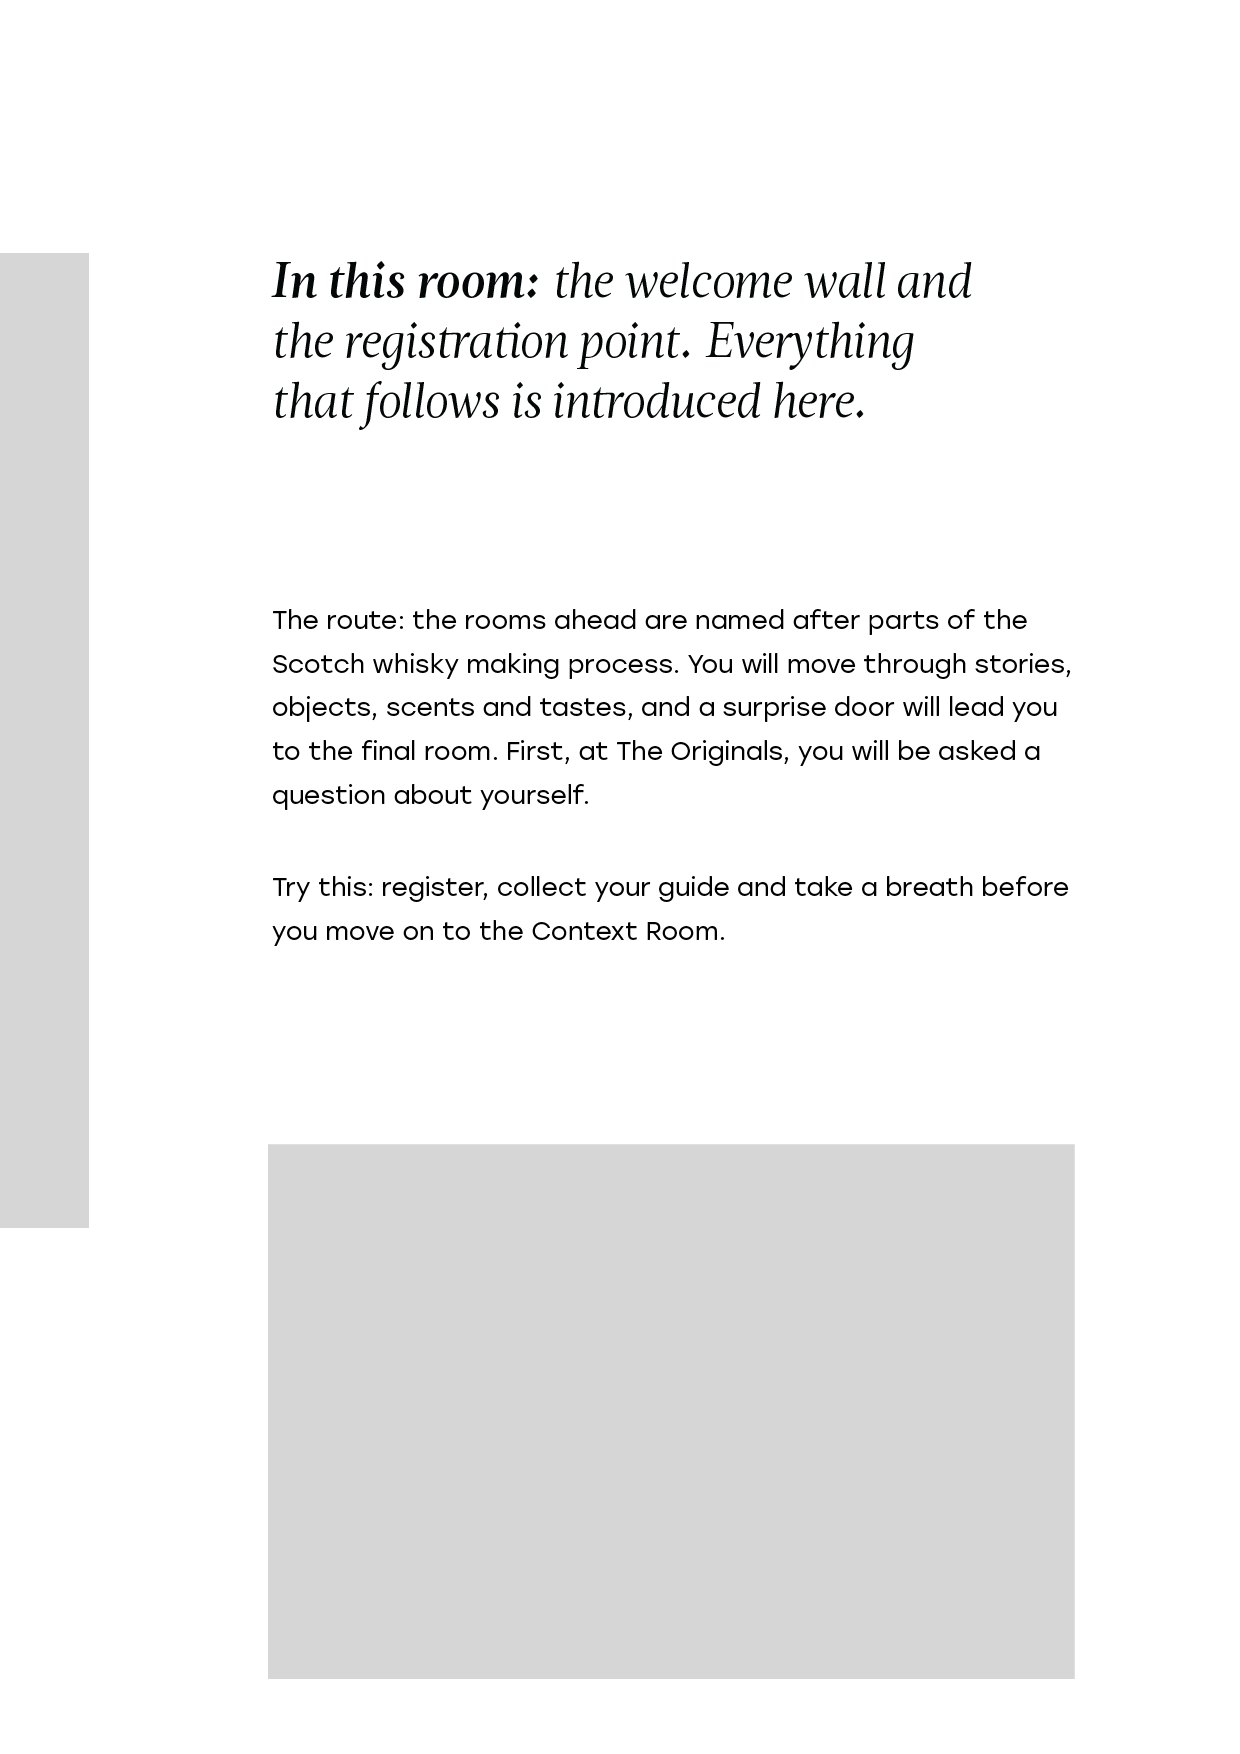 In this room: the welcome wall and
the registration point. Everything
that follows is introduced here.
The route: the rooms ahead are named after parts of the
Scotch whisky making process. You will move through stories,
objects, scents and tastes, and a surprise door will lead you
to the final room. First, at The Originals, you will be asked a
question about yourself.
Try this: register, collect your guide and take a breath before
you move on to the Context Room.